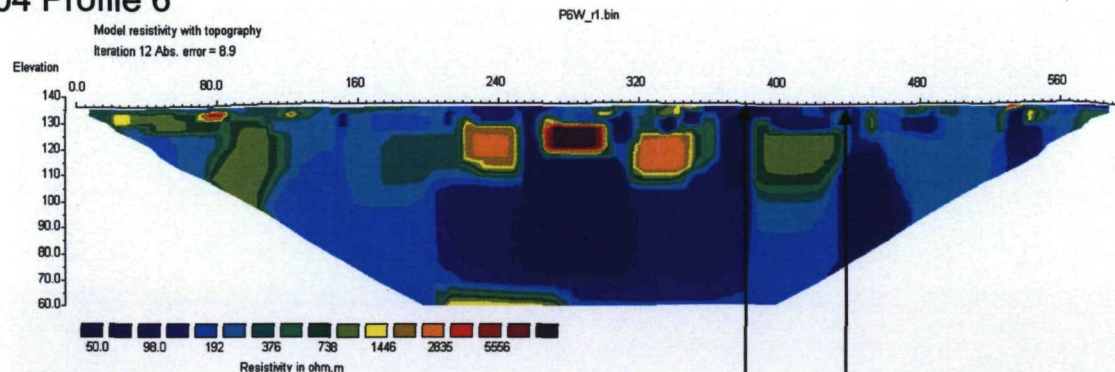 04 Profile 6
P6W_r1.bin
Model resistivity with topography
Iteration 12 Abs. error = 8.9
Elevation
0.0 80.0 160 240 320 400 480 560
140
130
120
110
100
90.0
80.0
70.0
60.0
50.0 98.0 192 376 738 1446 2835 5556
Resistivity in ohm.m